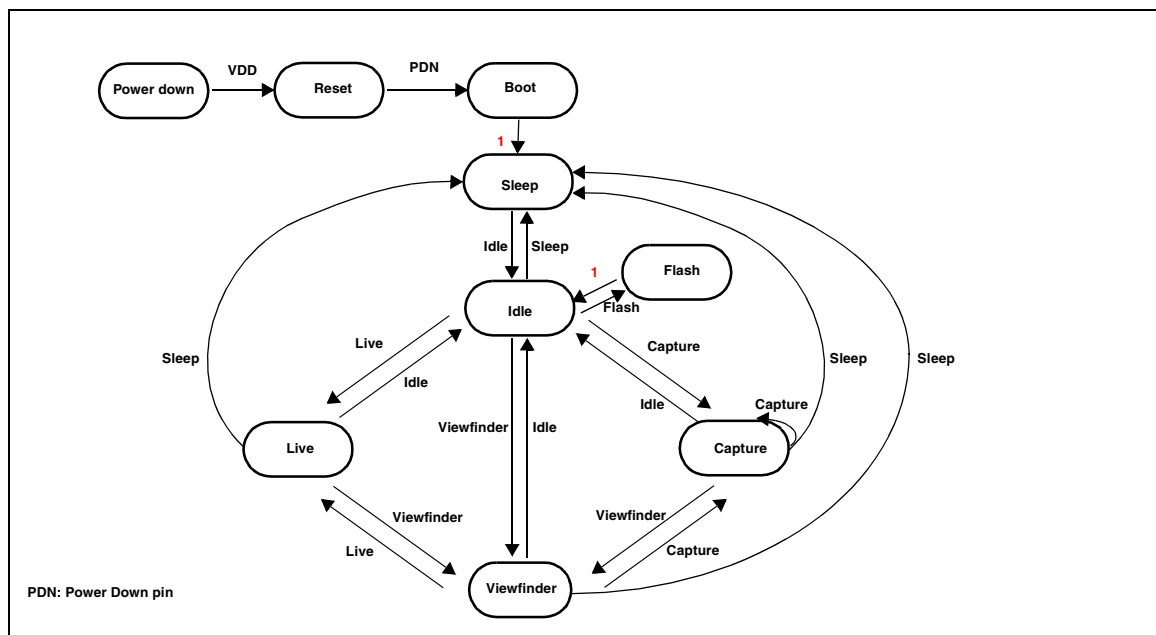 VDD
PDN
Power down
Reset
Boot
1
Sleep
Idle
Sleep
1
Flash
Flash
Idle
Live
Capture
Sleep
Idle
Idle
Sleep
Sleep
Capture
Viewfinder
Idle
Live
Capture
Viewfinder
Viewfinder
Live
Capture
Viewfinder
PDN: Power Down pin